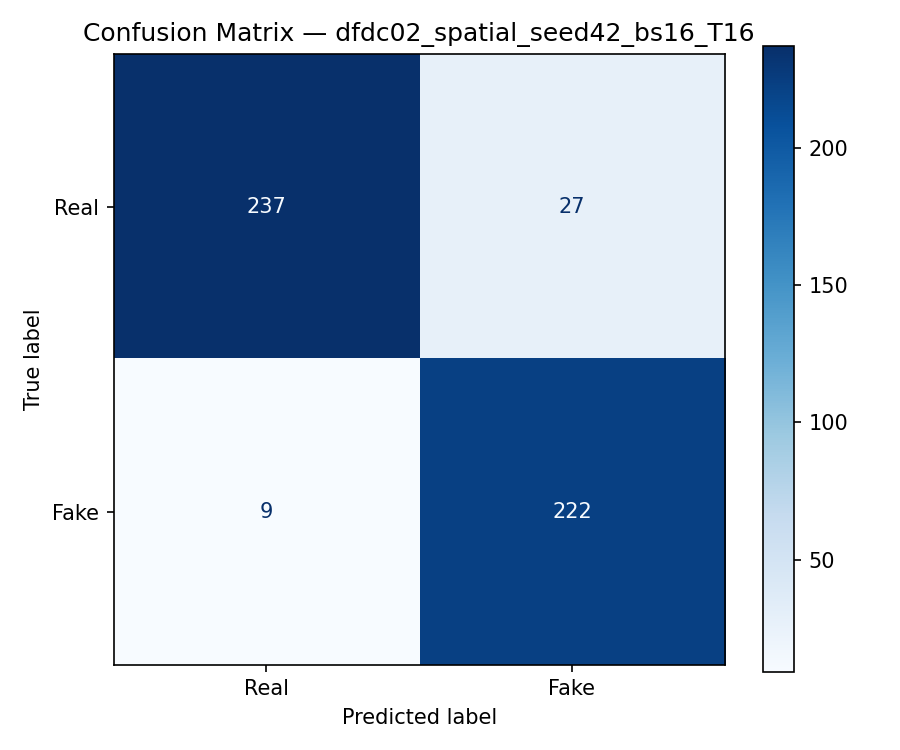 Confusion Matrix — dfdc02_spatial_seed42_bs16_T16
Real
237
27
Fake
9
222
Real
Fake
Predicted label
True label
200
150
100
50